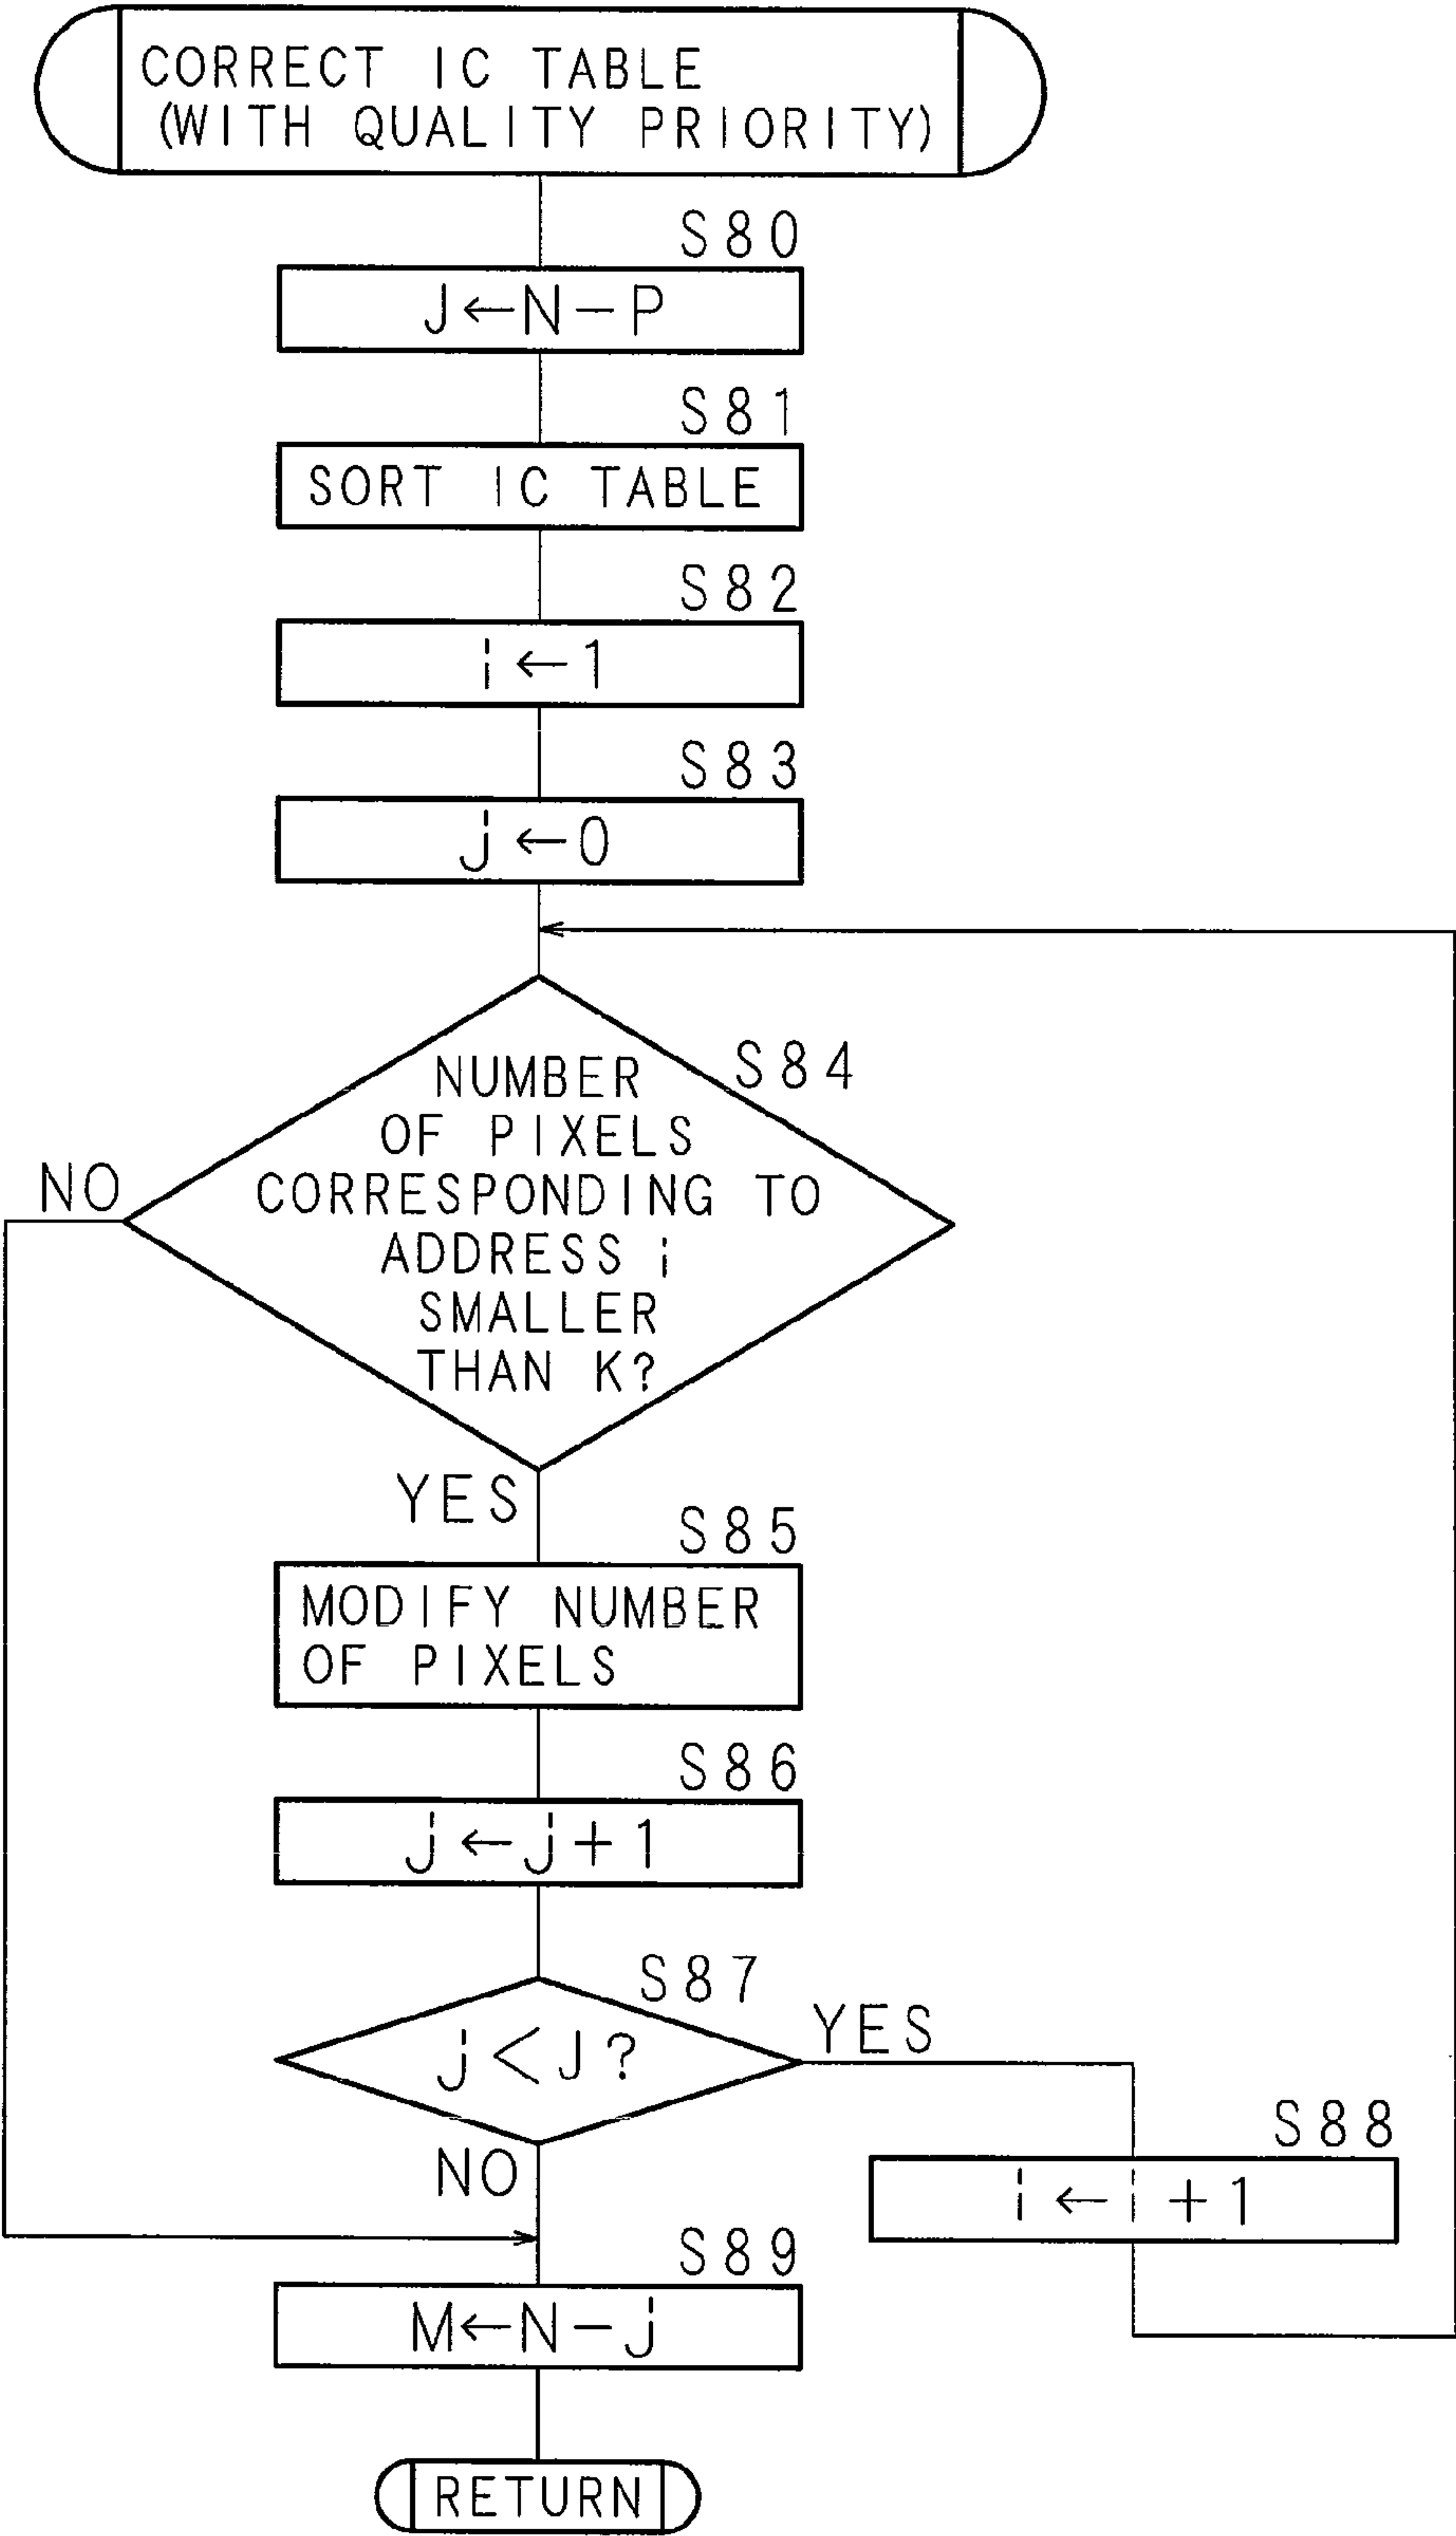 CORRECT IC TABLE
(WITH QUALITY PRIORITY)
S80
J←N−P
S81
SORT IC TABLE
S82
i←1
S83
j←0
S84
NUMBER
OF PIXELS
CORRESPONDING TO
ADDRESS i
SMALLER
THAN K?
NO
YES
S85
MODIFY NUMBER
OF PIXELS
S86
j←j+1
S87
j<J?
YES
NO
S88
i←i+1
S89
M←N−j
RETURN